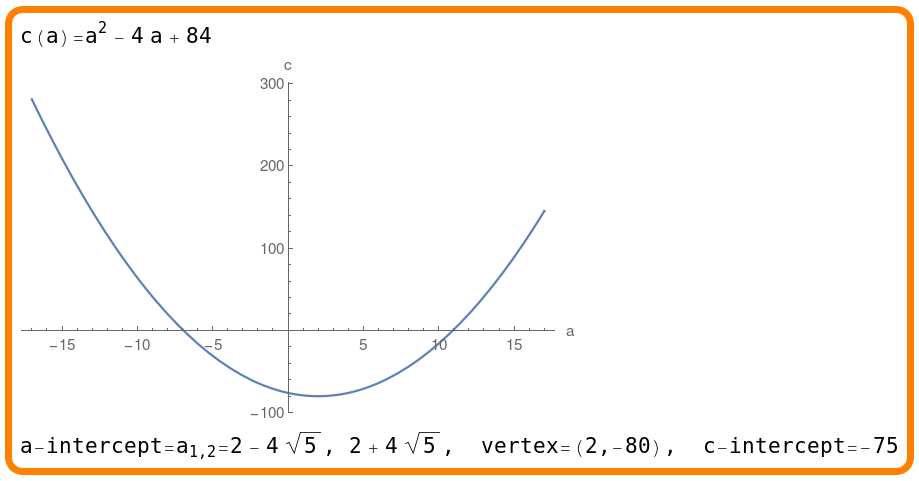 c(a)=a² − 4 a + 84
c
300
200
100
−15 −10 −5 5 10 15 a
−100
a−intercept=a₁,₂=2 − 4 √5, 2 + 4 √5, vertex=(2,−80), c−intercept=−75